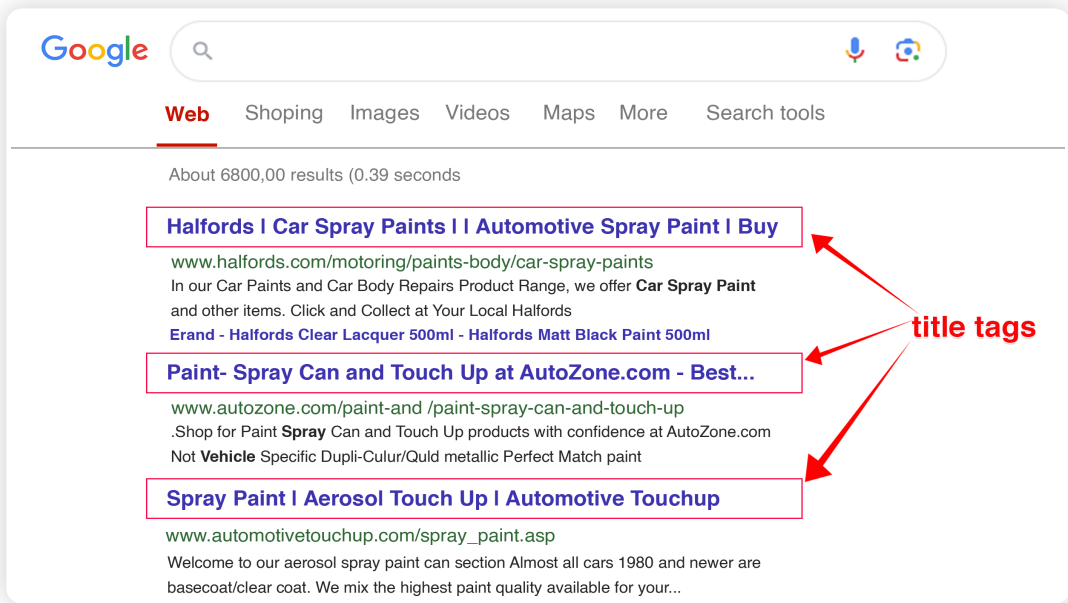 Google
Web Shoping Images Videos Maps More Search tools
About 6800,00 results (0.39 seconds
Halfords | Car Spray Paints | | Automotive Spray Paint | Buy
www.halfords.com/motoring/paints-body/car-spray-paints
In our Car Paints and Car Body Repairs Product Range, we offer Car Spray Paint
and other items. Click and Collect at Your Local Halfords
Erand - Halfords Clear Lacquer 500ml - Halfords Matt Black Paint 500ml
title tags
Paint- Spray Can and Touch Up at AutoZone.com - Best...
www.autozone.com/paint-and /paint-spray-can-and-touch-up
.Shop for Paint Spray Can and Touch Up products with confidence at AutoZone.com
Not Vehicle Specific Dupli-Culur/Quld metallic Perfect Match paint
Spray Paint | Aerosol Touch Up | Automotive Touchup
www.automotivetouchup.com/spray_paint.asp
Welcome to our aerosol spray paint can section Almost all cars 1980 and newer are
basecoat/clear coat. We mix the highest paint quality available for your...